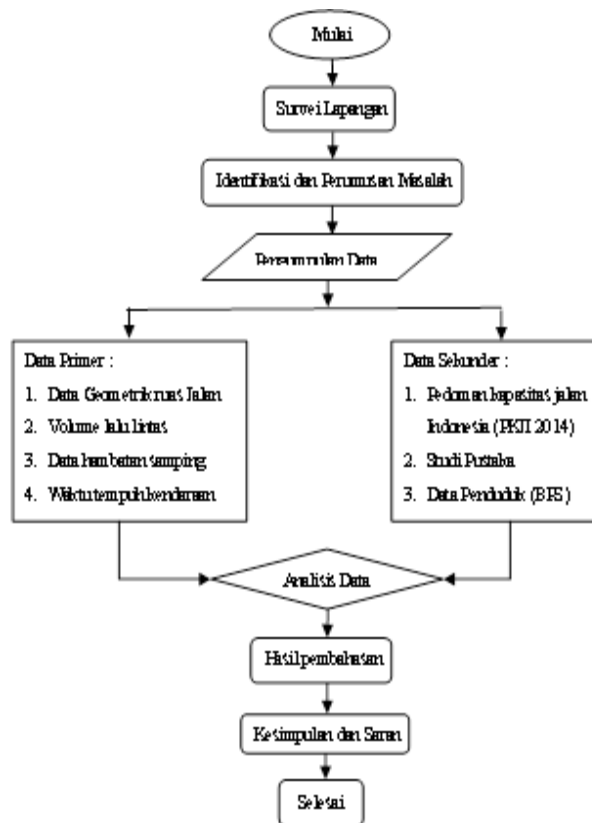 Mulai
Survei Lapangan
Identifikasi dan Perumusan Masalah
Pengumpulan Data
Data Primer :
1. Data Geometrik ruas Jalan
2. Volume lalu lintas
3. Data hambatan samping
4. Waktu tempuh kendaraan
Data Sekunder :
1. Pedoman kapasitas jalan
Indonesia (PKJI 2014)
2. Studi Pustaka
3. Data Penduduk (BPS)
Analisis Data
Hasil pembahasan
Kesimpulan dan Saran
Selesai